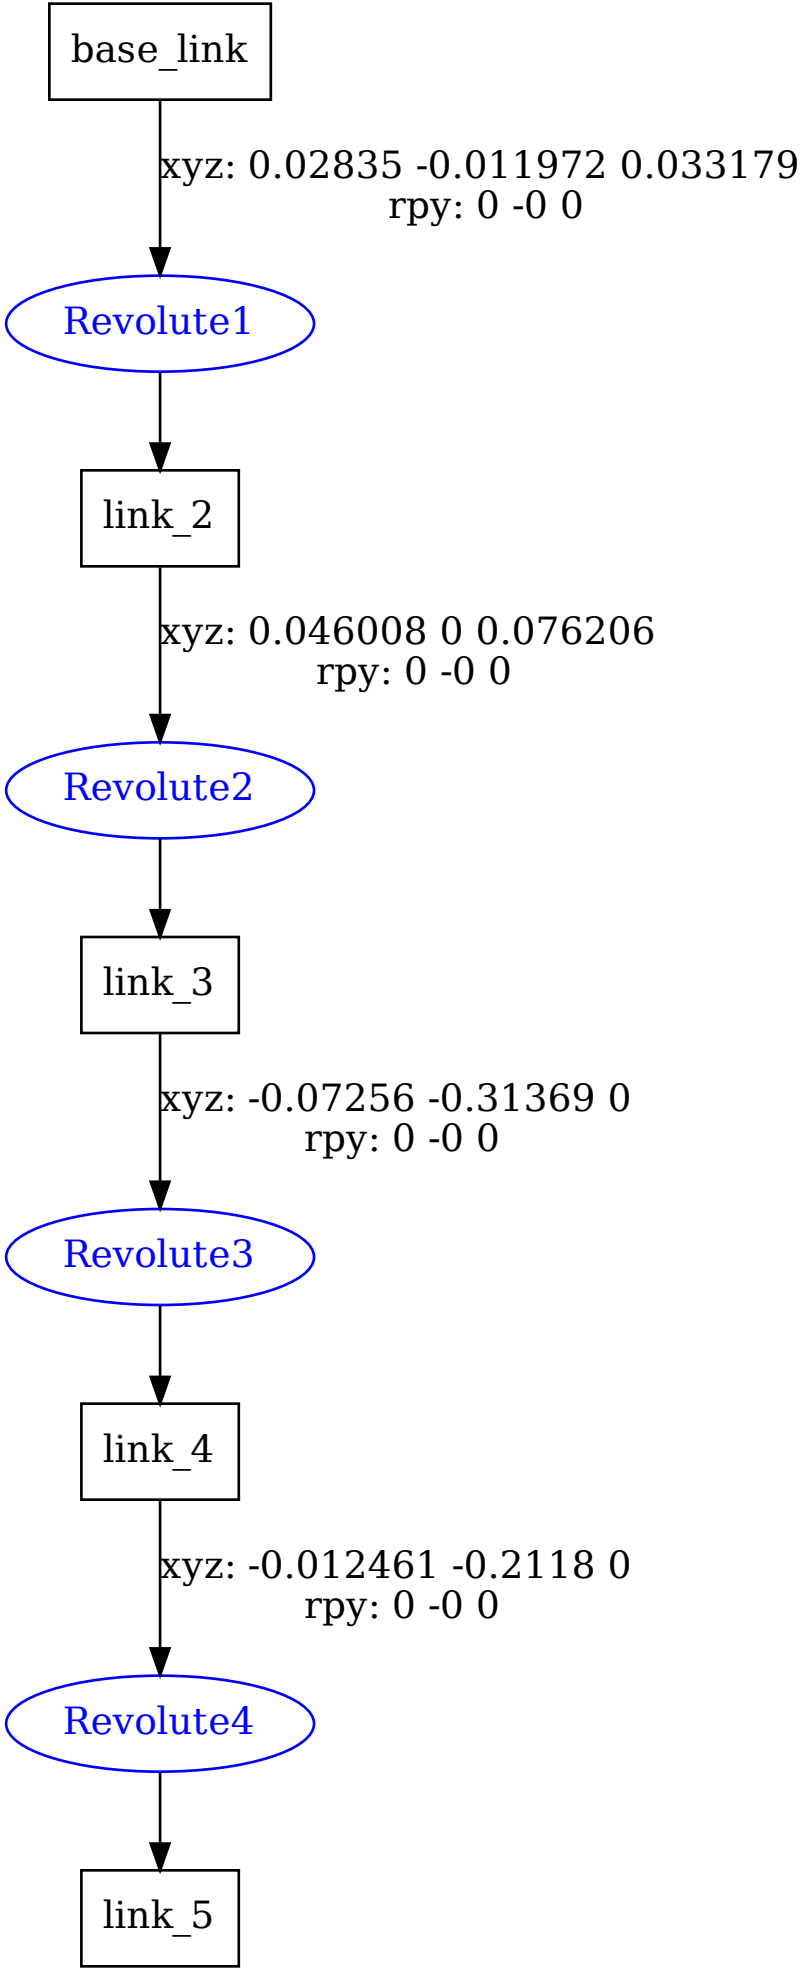 base_link
xyz: 0.02835 -0.011972 0.033179
rpy: 0 -0 0
Revolute1
link_2
xyz: 0.046008 0 0.076206
rpy: 0 -0 0
Revolute2
link_3
xyz: -0.07256 -0.31369 0
rpy: 0 -0 0
Revolute3
link_4
xyz: -0.012461 -0.2118 0
rpy: 0 -0 0
Revolute4
link_5